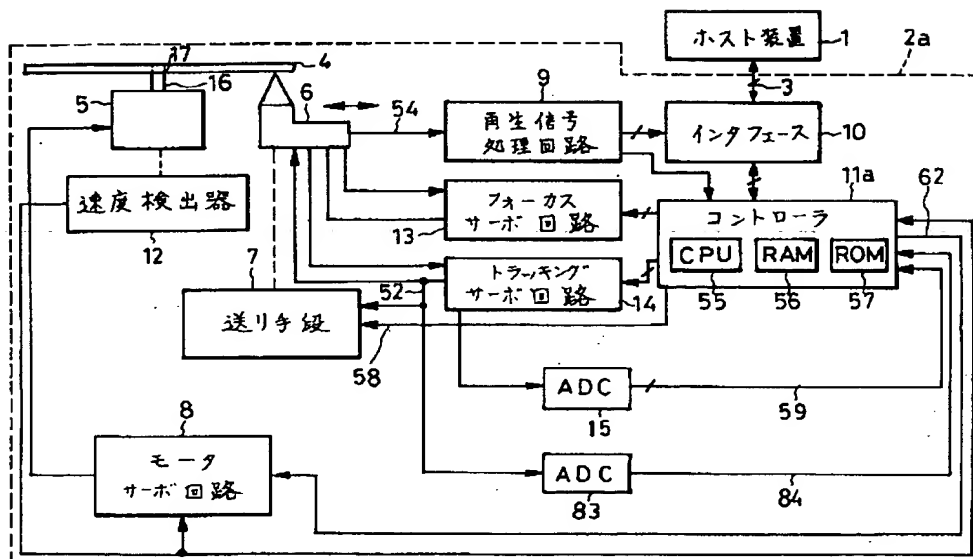 ホスト装置
1
2a
3
17
4
16
5
6
54
9
再生信号
処理回路
インタフェース
10
11a
62
速度検出器
12
フォーカス
サーボ回路
13
コントローラ
CPU
RAM
ROM
55
56
57
7
52
トラッキング
サーボ回路
14
送り手段
58
ADC
15
59
8
モータ
サーボ回路
ADC
83
84